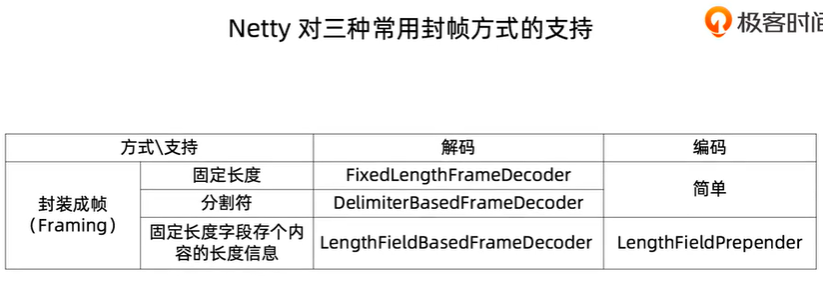 Netty 对三种常用封帧方式的支持
极客时间
方式\支持
解码
编码
封装成帧
（Framing）
固定长度
FixedLengthFrameDecoder
简单
分割符
DelimiterBasedFrameDecoder
固定长度字段存个内
容的长度信息
LengthFieldBasedFrameDecoder
LengthFieldPrepender